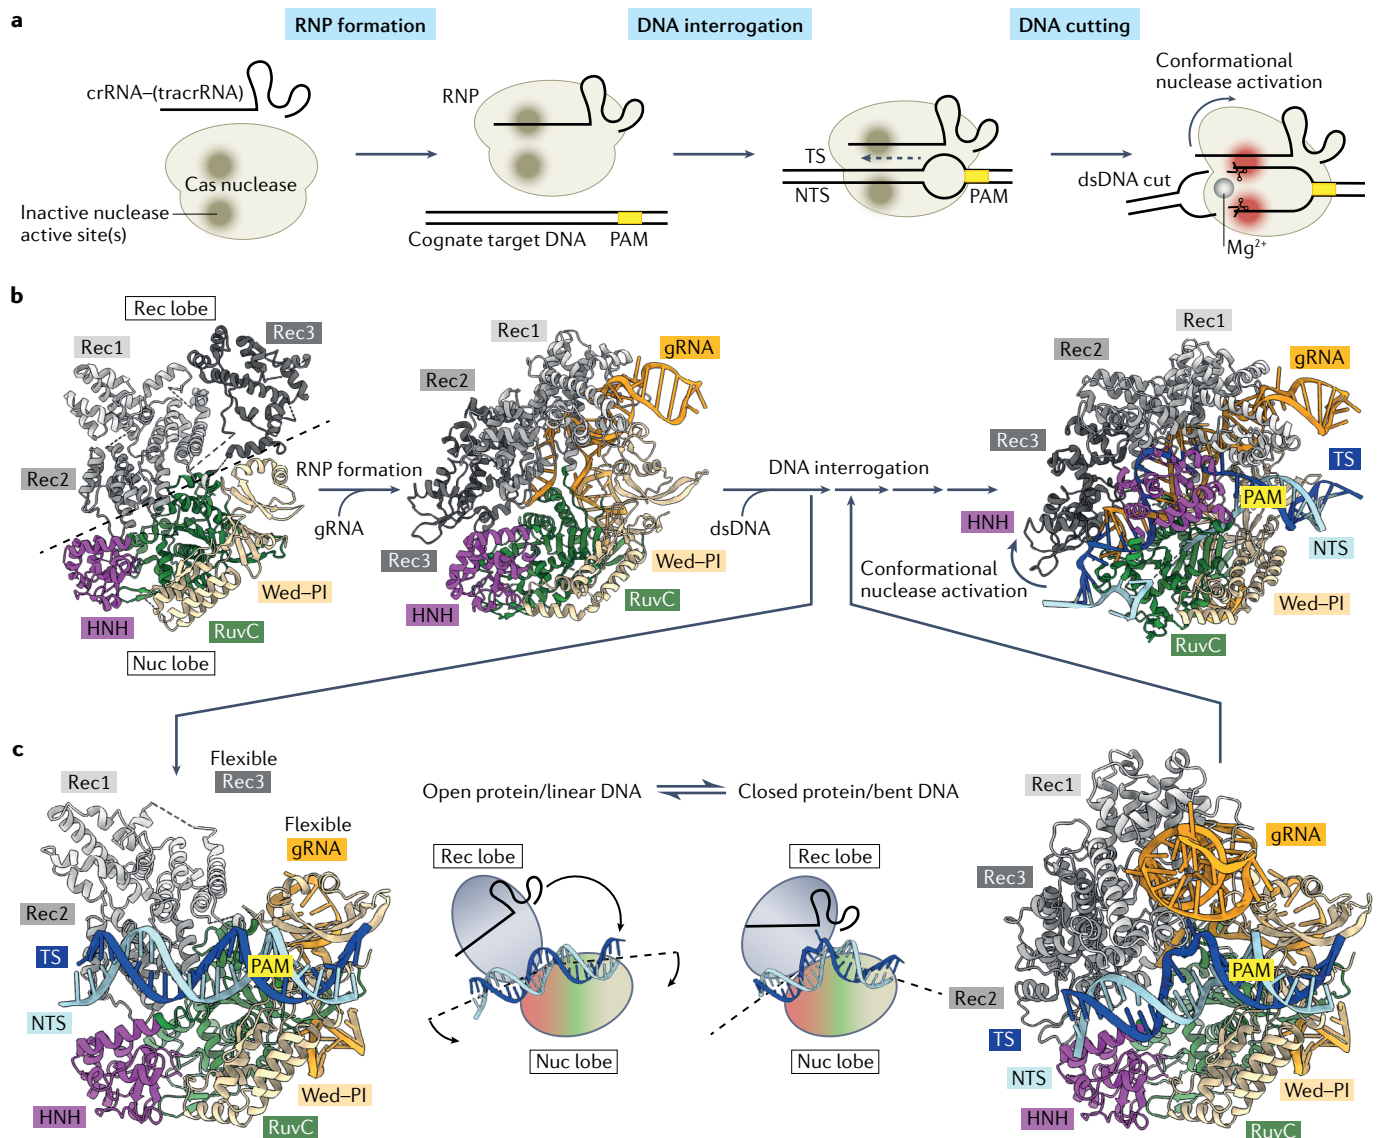 a
RNP formation
DNA interrogation
DNA cutting
crRNA–(tracrRNA)
Cas nuclease
Inactive nuclease
active site(s)
RNP
Cognate target DNA
PAM
TS
NTS
PAM
Conformational
nuclease activation
dsDNA cut
Mg²⁺
b
Rec lobe
Rec1
Rec3
Rec2
HNH
RuvC
Wed–PI
Nuc lobe
RNP formation
gRNA
Rec1
gRNA
Rec2
Rec3
HNH
RuvC
Wed–PI
DNA interrogation
dsDNA
Rec1
Rec2
gRNA
Rec3
TS
PAM
HNH
NTS
Conformational
nuclease activation
Wed–PI
RuvC
c
Rec1
Flexible
Rec3
Flexible
gRNA
Rec2
TS
PAM
NTS
Wed–PI
HNH
RuvC
Open protein/linear DNA
Closed protein/bent DNA
Rec lobe
Nuc lobe
Rec lobe
Nuc lobe
Rec1
gRNA
Rec3
PAM
Rec2
TS
NTS
Wed–PI
HNH
RuvC